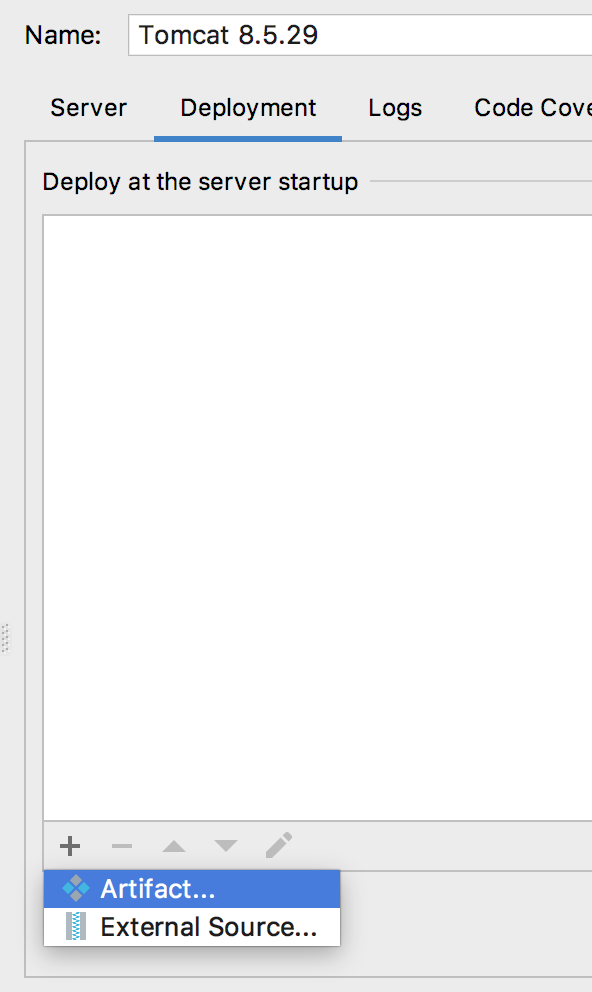 Name: Tomcat 8.5.29
Server Deployment Logs Code Cove
Deploy at the server startup
Artifact...
External Source...